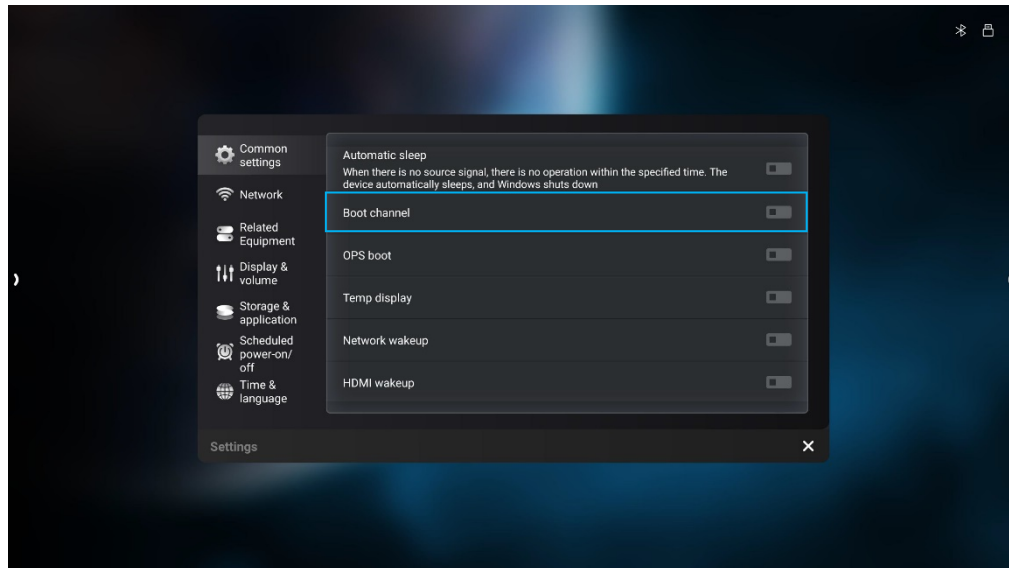 Common
settings
Network
Related
Equipment
Display &
volume
Storage &
application
Scheduled
power-on/
off
Time &
language
Automatic sleep
When there is no source signal, there is no operation within the specified time. The
device automatically sleeps, and Windows shuts down
Boot channel
OPS boot
Temp display
Network wakeup
HDMI wakeup
Settings